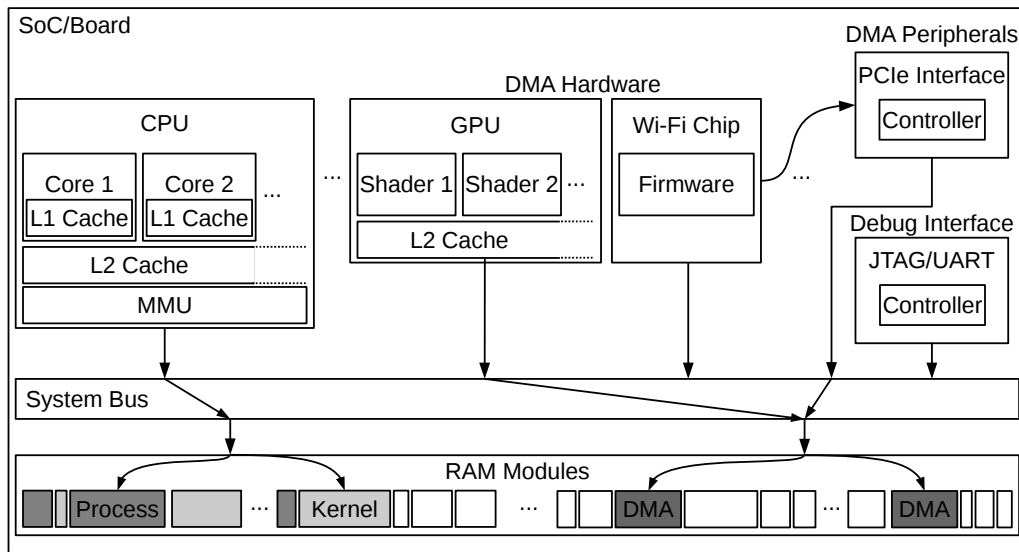 SoC/Board
DMA Peripherals
PCIe Interface
Controller
DMA Hardware
CPU
GPU
Wi-Fi Chip
Core 1
L1 Cache
Core 2
L1 Cache
...
L2 Cache
MMU
...
Shader 1
Shader 2
...
L2 Cache
Firmware
...
Debug Interface
JTAG/UART
Controller
System Bus
RAM Modules
Process
...
Kernel
...
DMA
...
DMA